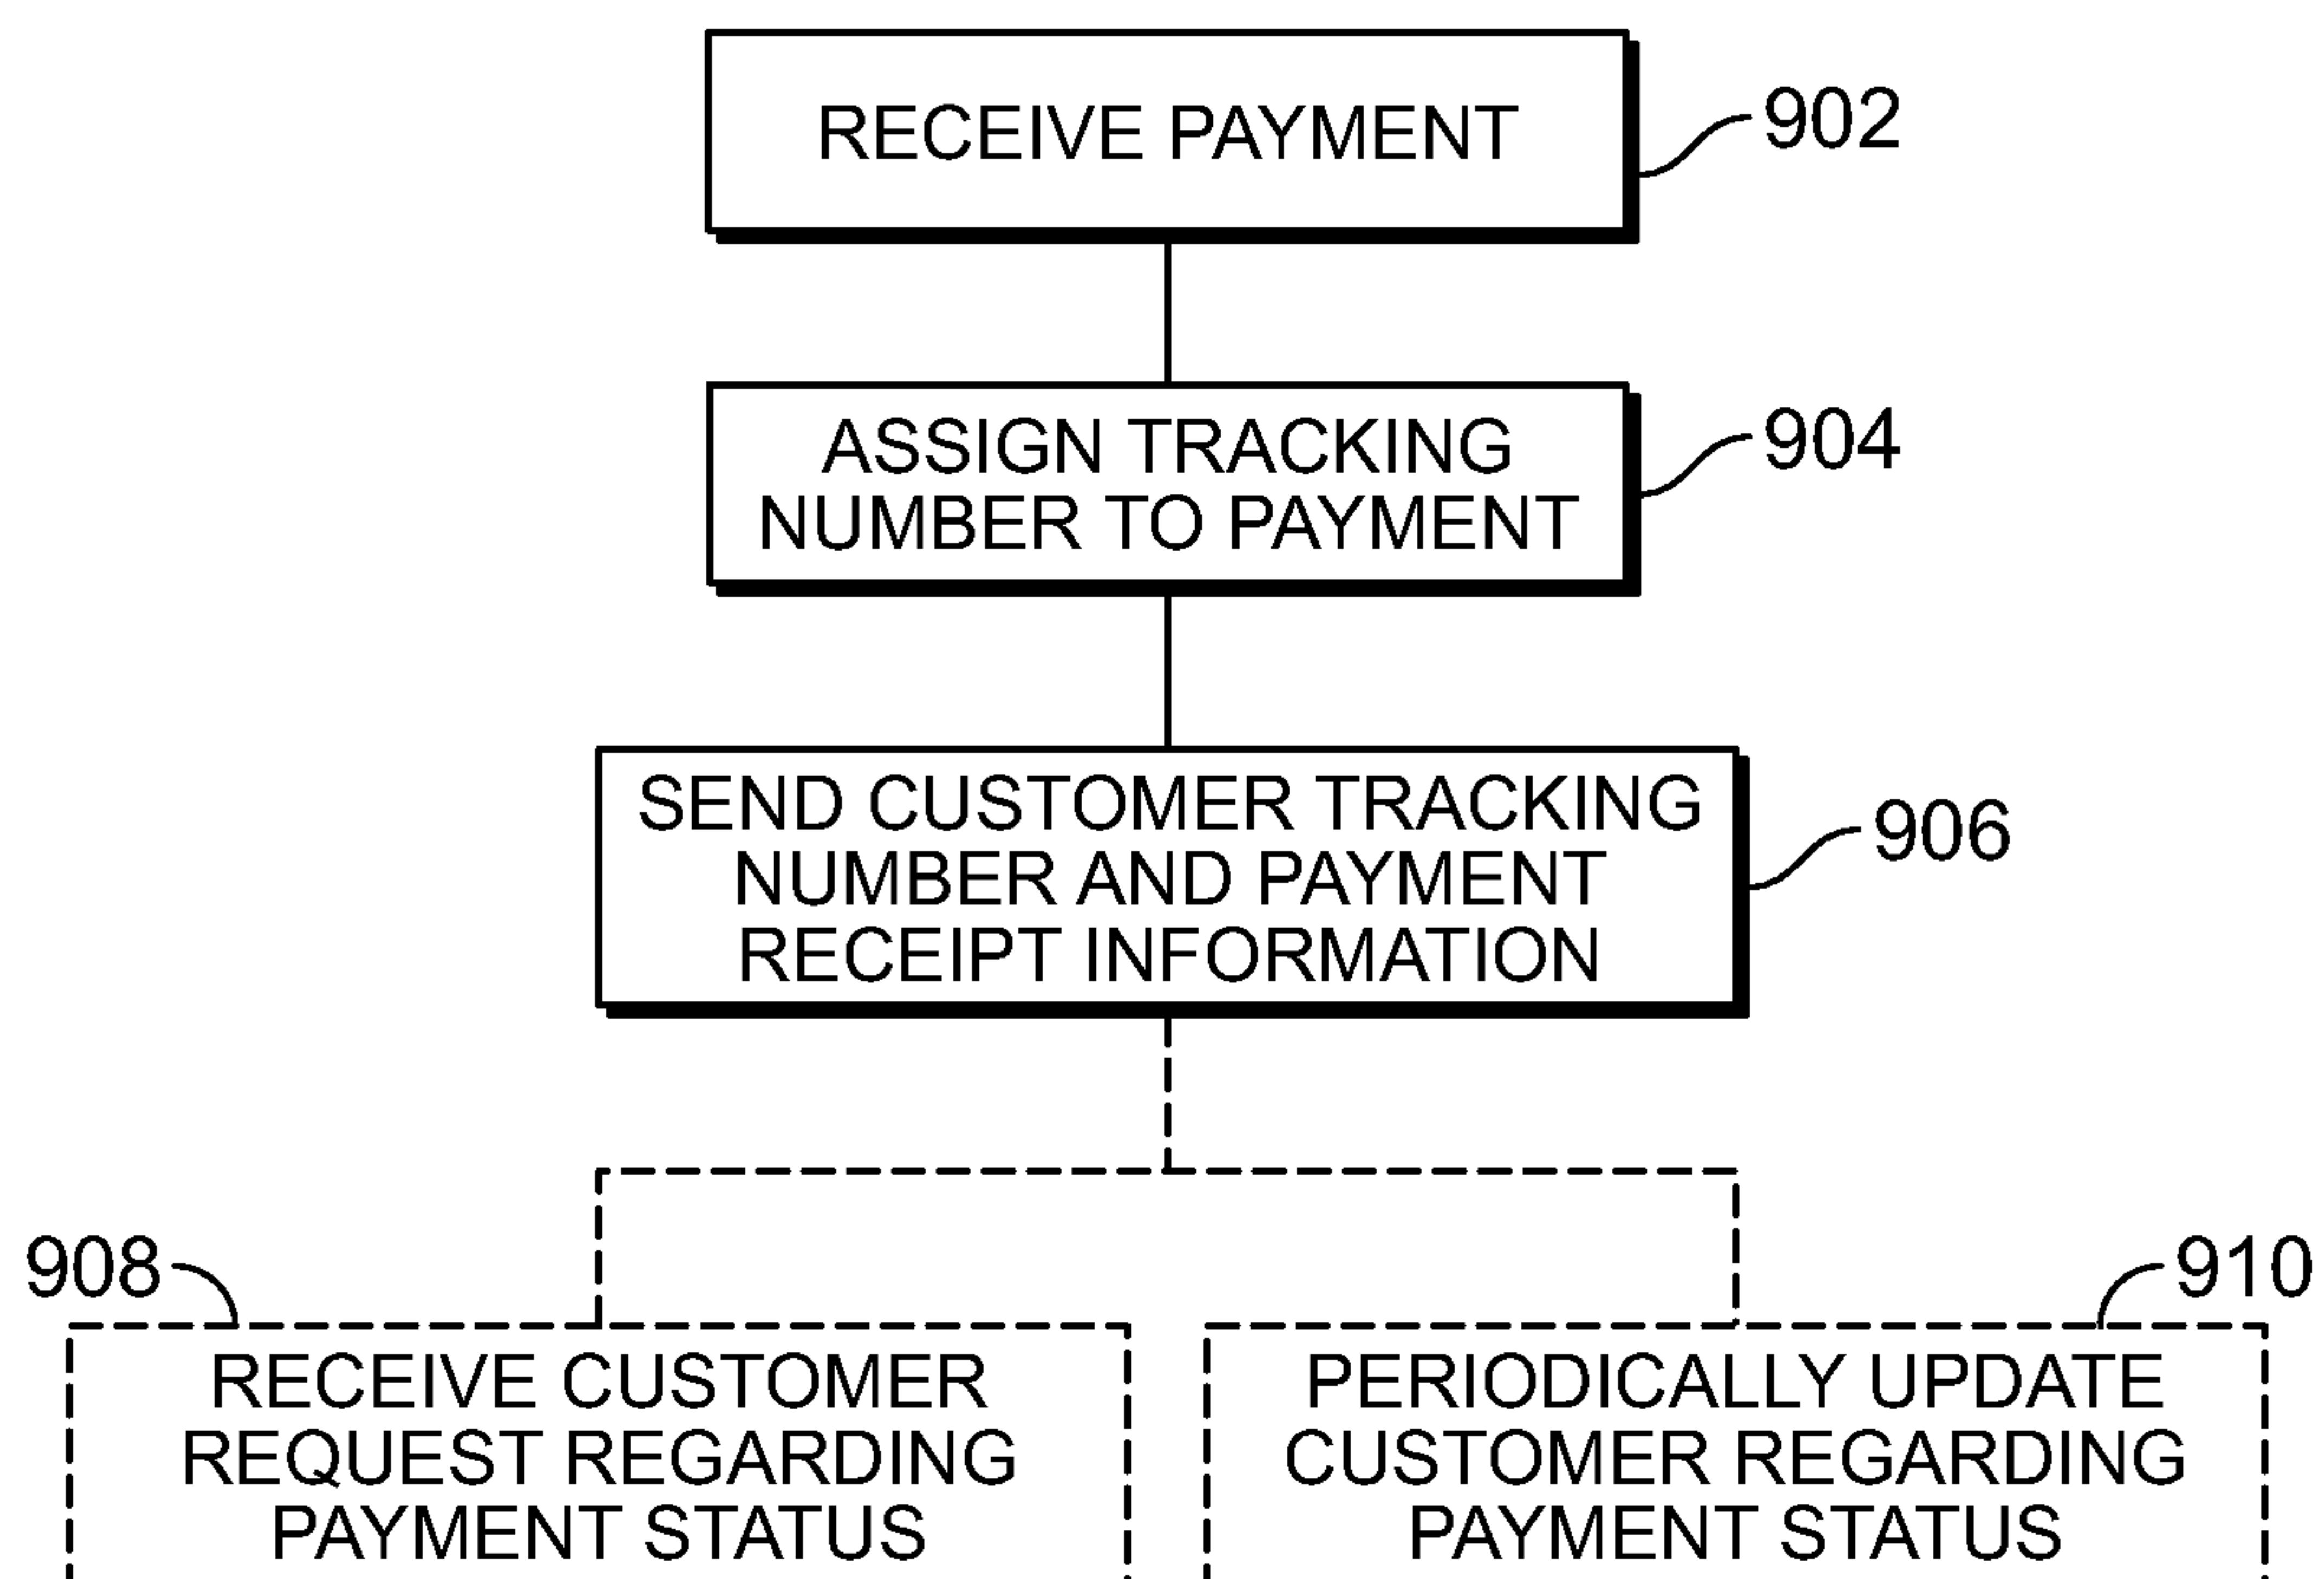 RECEIVE PAYMENT
902
ASSIGN TRACKING
NUMBER TO PAYMENT
904
SEND CUSTOMER TRACKING
NUMBER AND PAYMENT
RECEIPT INFORMATION
906
908
RECEIVE CUSTOMER
REQUEST REGARDING
PAYMENT STATUS
910
PERIODICALLY UPDATE
CUSTOMER REGARDING
PAYMENT STATUS